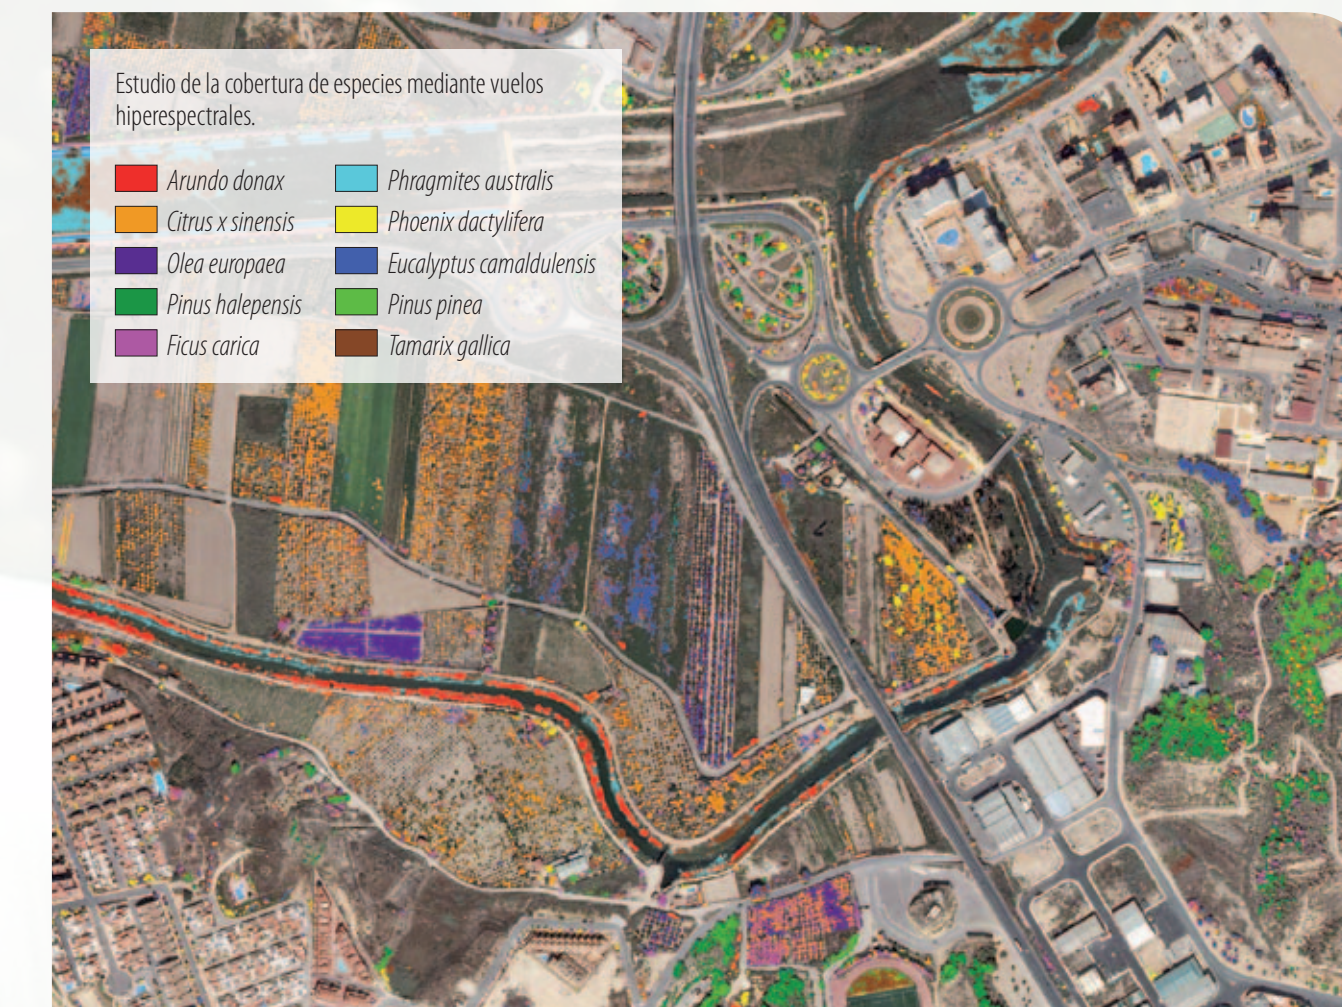 Estudio de la cobertura de especies mediante vuelos
hiperespectrales.
Arundo donax
Citrus x sinensis
Olea europaea
Pinus halepensis
Ficus carica
Phragmites australis
Phoenix dactylifera
Eucalyptus camaldulensis
Pinus pinea
Tamarix gallica